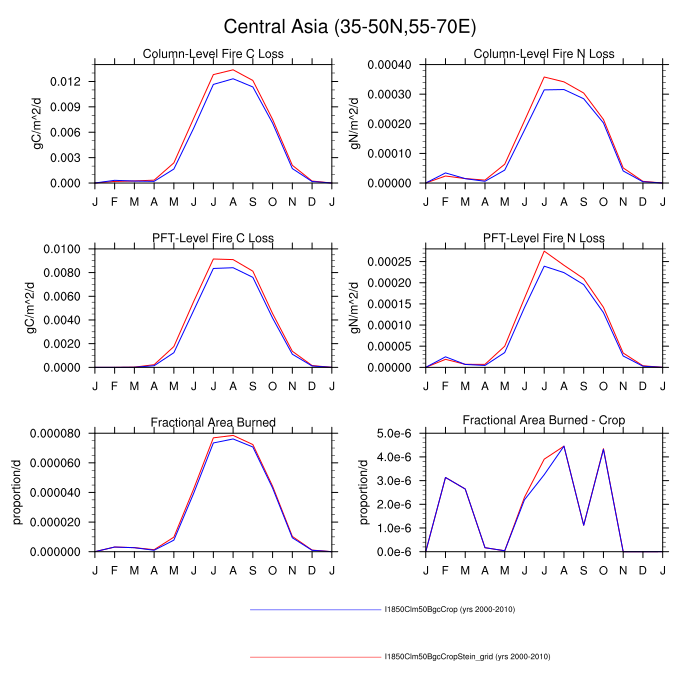 Central Asia (35-50N,55-70E)
Column-Level Fire C Loss
gC/m^2/d
0.012
0.009
0.006
0.003
0.000
J F M A M J J A S O N D J
Column-Level Fire N Loss
gN/m^2/d
0.00040
0.00030
0.00020
0.00010
0.00000
J F M A M J J A S O N D J
PFT-Level Fire C Loss
gC/m^2/d
0.0100
0.0080
0.0060
0.0040
0.0020
0.0000
J F M A M J J A S O N D J
PFT-Level Fire N Loss
gN/m^2/d
0.00025
0.00020
0.00015
0.00010
0.00005
0.00000
J F M A M J J A S O N D J
Fractional Area Burned
proportion/d
0.000080
0.000060
0.000040
0.000020
0.000000
J F M A M J J A S O N D J
Fractional Area Burned - Crop
proportion/d
5.0e-6
4.0e-6
3.0e-6
2.0e-6
1.0e-6
0.0e-6
J F M A M J J A S O N D J
I1850Clm50BgcCrop (yrs 2000-2010)
I1850Clm50BgcCropStein_grid (yrs 2000-2010)